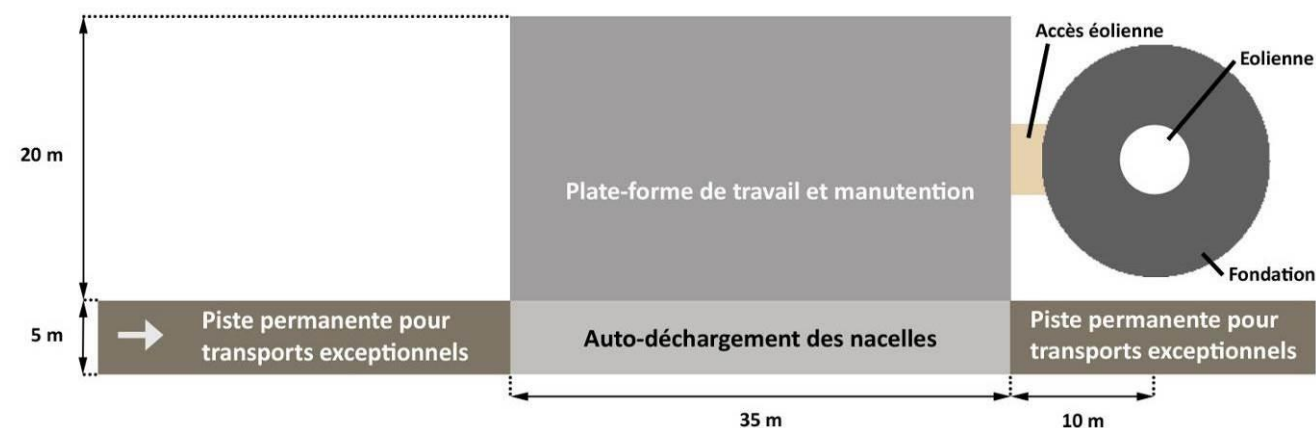 Accès éolienne
Eolienne
20 m
Plate-forme de travail et manutention
Fondation
5 m
Piste permanente pour
transports exceptionnels
Auto-déchargement des nacelles
Piste permanente pour
transports exceptionnels
35 m
10 m